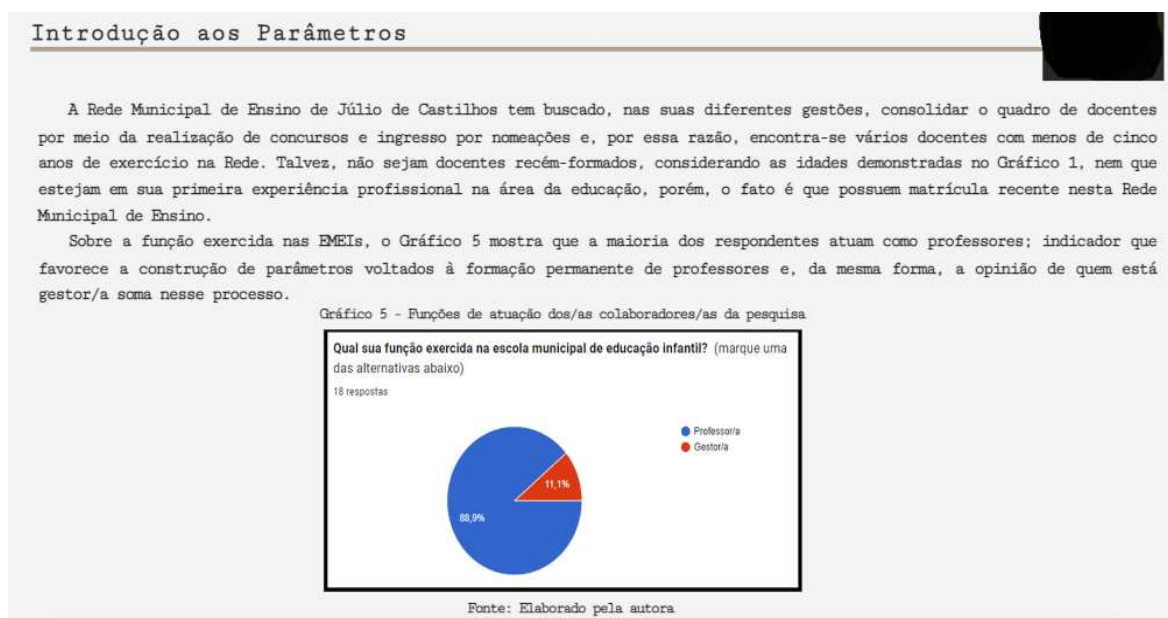 Introdução aos Parâmetros
A Rede Municipal de Ensino de Júlio de Castilhos tem buscado, nas suas diferentes gestões, consolidar o quadro de docentes
por meio da realização de concursos e ingresso por nomeações e, por essa razão, encontra-se vários docentes com menos de cinco
anos de exercício na Rede. Talvez, não sejam docentes recém-formados, considerando as idades demonstradas no Gráfico 1, nem que
estejam em sua primeira experiência profissional na área da educação, porém, o fato é que possuem matrícula recente nesta Rede
Municipal de Ensino.
Sobre a função exercida nas EMEIs, o Gráfico 5 mostra que a maioria dos respondentes atuam como professores; indicador que
favorece a construção de parâmetros voltados à formação permanente de professores e, da mesma forma, a opinião de quem está
gestor/a soma nesse processo.
Gráfico 5 - Funções de atuação dos/as colaboradores/as da pesquisa
Qual sua função exercida na escola municipal de educação infantil? (marque uma
das alternativas abaixo)
18 respostas
Professor/a
Gestor/a
11,1%
88,9%
Fonte: Elaborado pela autora